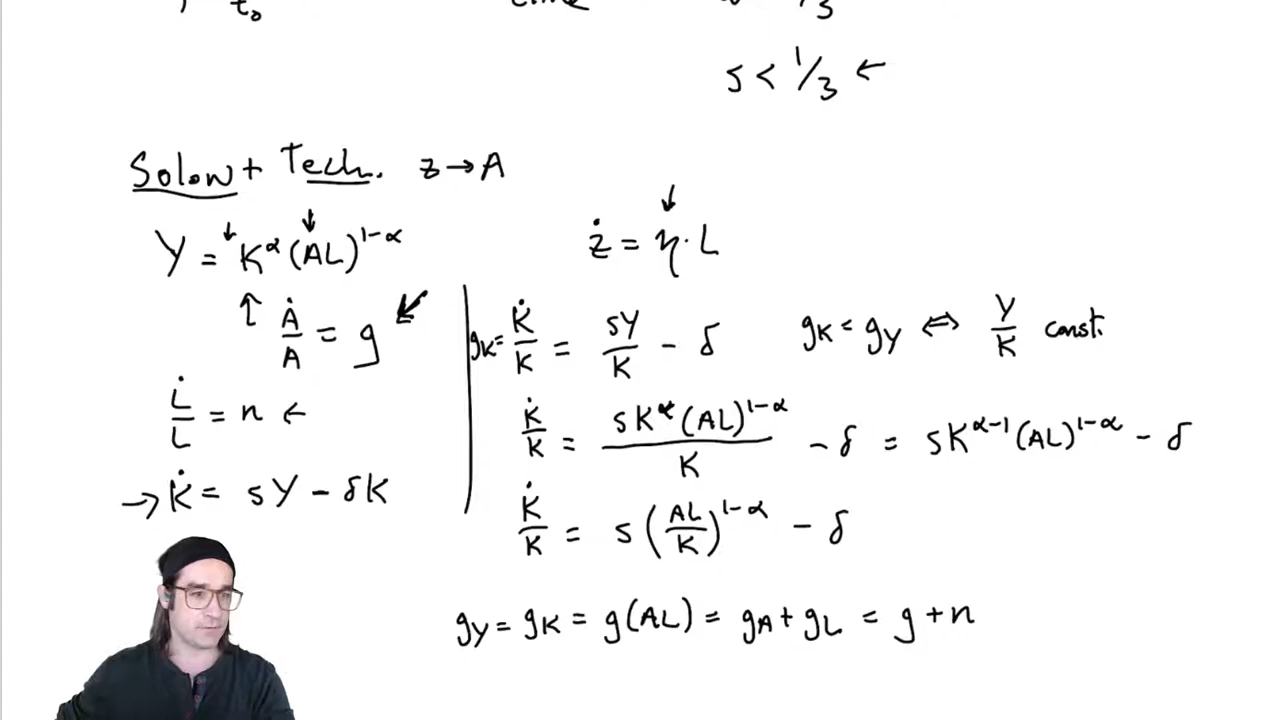 t₀
s < 1/3 ←
Solow + Tech. z → A
Y = K^α (AL)^{1-α}
Ȧ/A = g
L̇/L = n ←
→ K̇ = sY - δK
ż = η · L
g_K = K̇/K = sY/K - δ
g_K = g_Y ⇔ Y/K const.
K̇/K = sK^α (AL)^{1-α}/K - δ = sK^{α-1} (AL)^{1-α} - δ
K̇/K = s (AL/K)^{1-α} - δ
g_Y = g_K = g(AL) = g_A + g_L = g + n